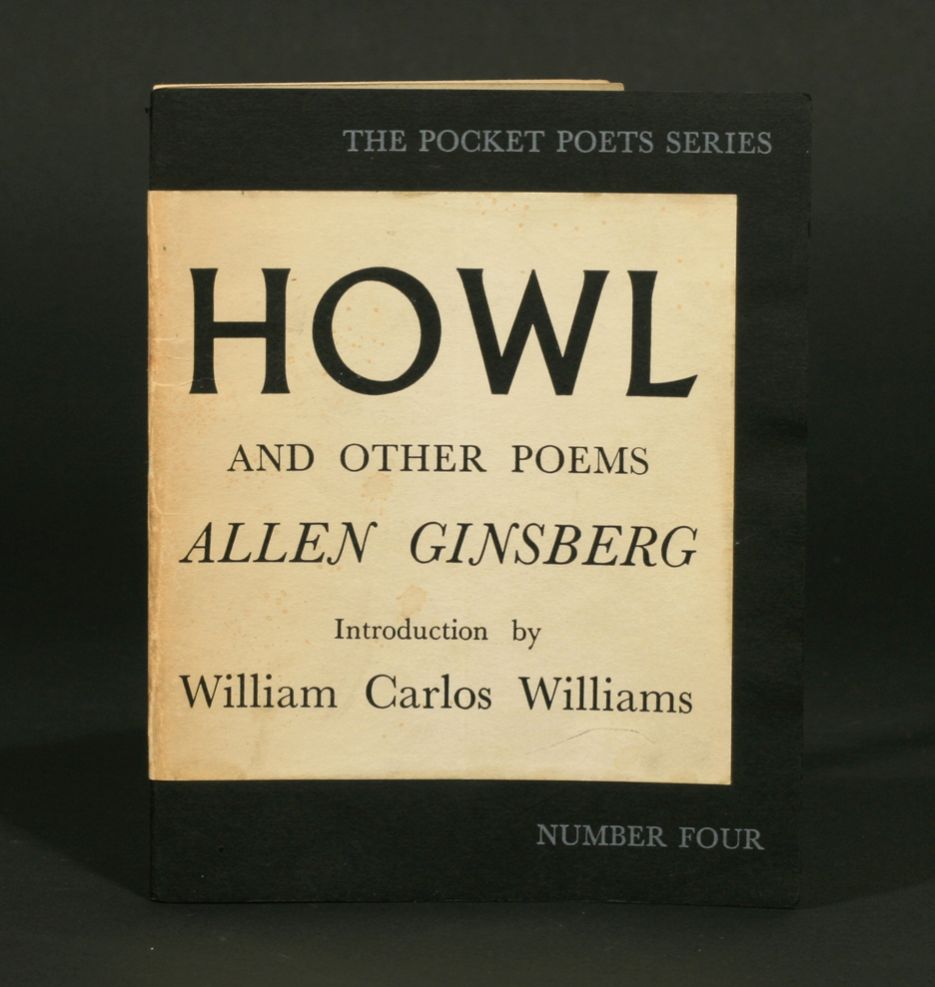 THE POCKET POETS SERIES
HOWL
AND OTHER POEMS
ALLEN GINSBERG
Introduction by
William Carlos Williams
NUMBER FOUR